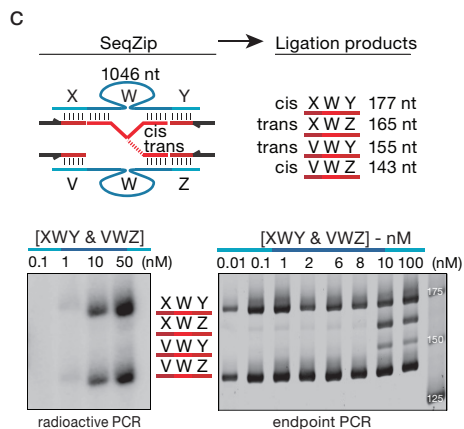 C
SeqZip
Ligation products
1046 nt
X W Y
cis
trans
V W Z
cis X W Y 177 nt
trans X W Z 165 nt
trans V W Y 155 nt
cis V W Z 143 nt
[XWY & VWZ]
0.1 1 10 50 (nM)
[XWY & VWZ] - nM
0.01 0.1 1 2 6 8 10 100 (nM)
X W Y
X W Z
V W Y
V W Z
175
150
125
radioactive PCR
endpoint PCR